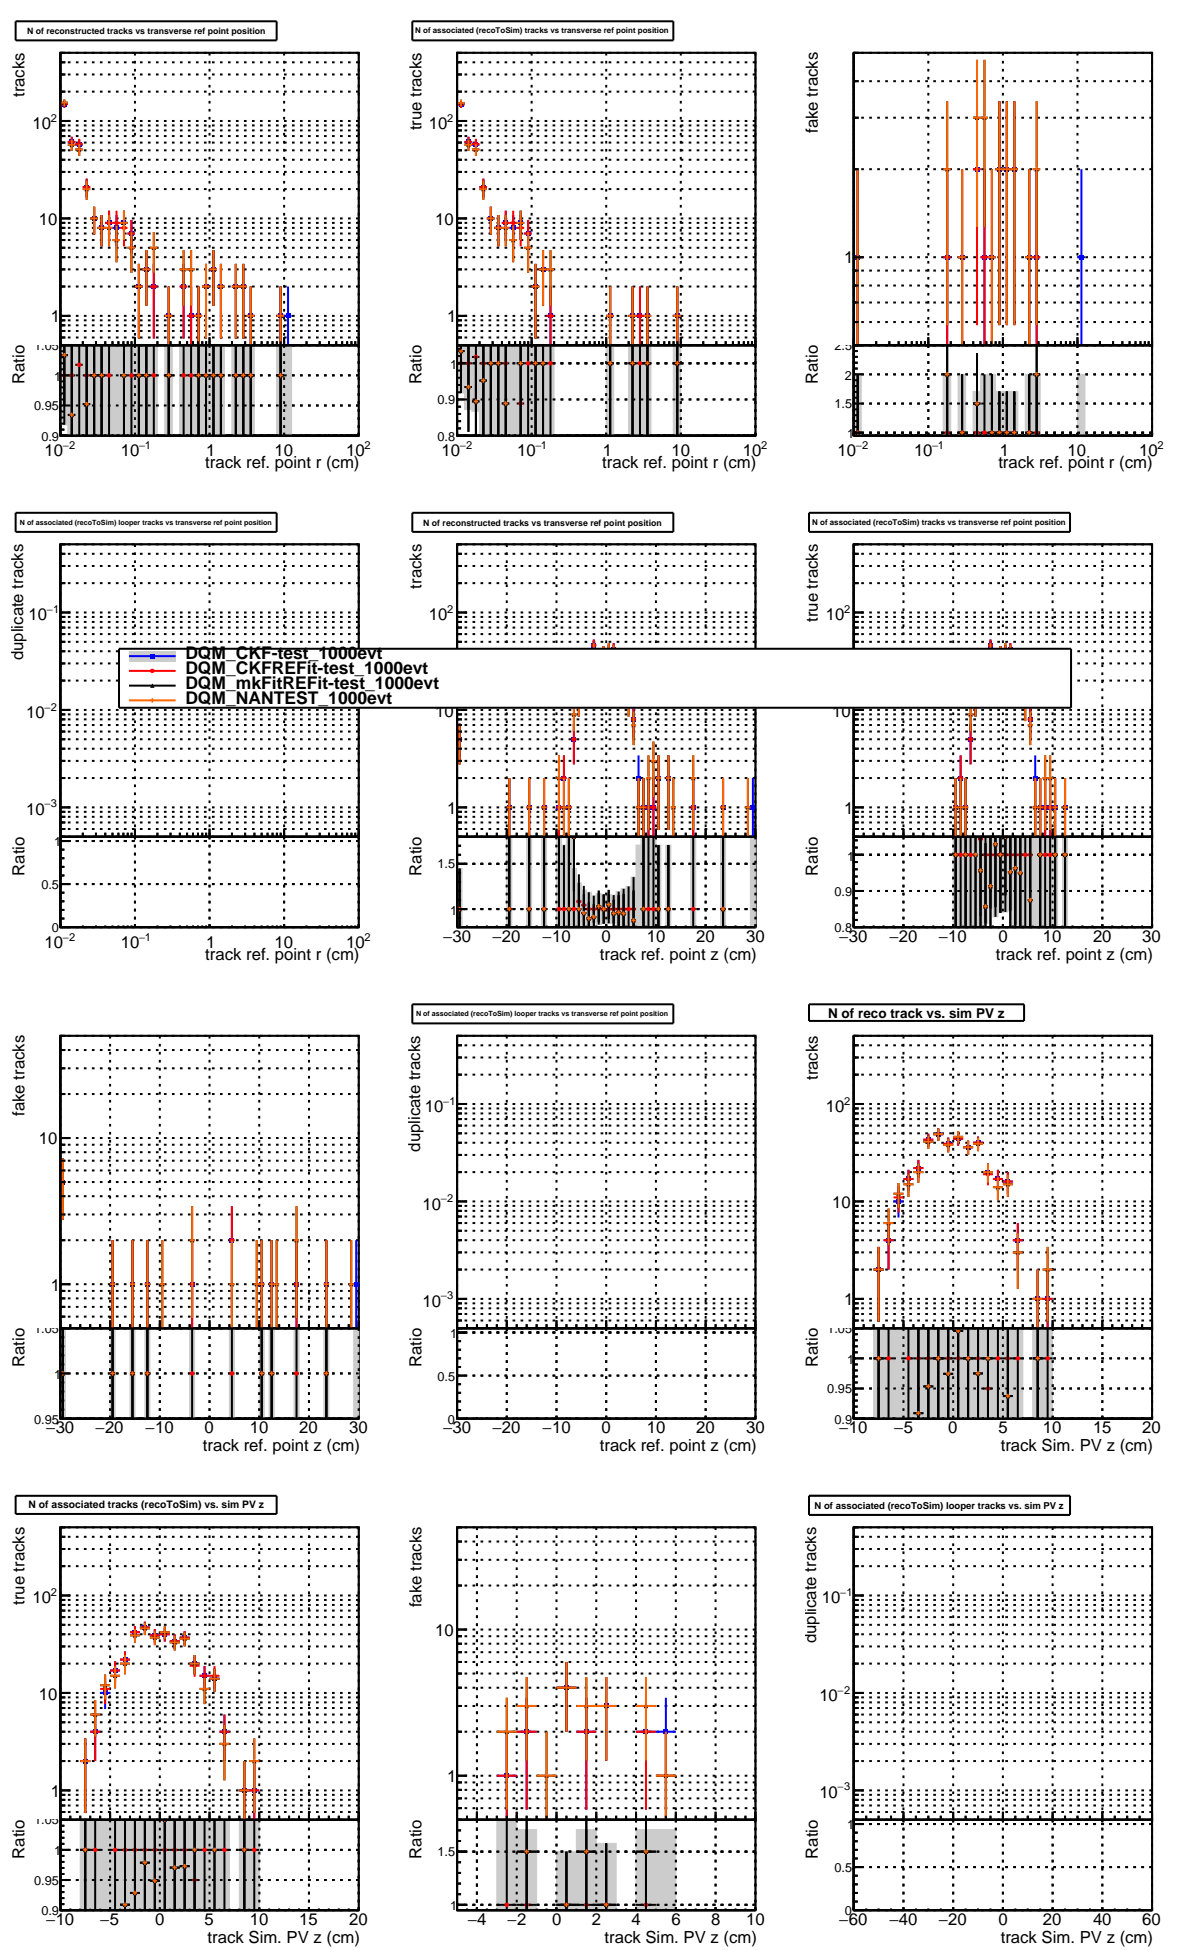 N of reconstructed tracks vs transverse ref point position
tracks
10²
10
1
Ratio
1.05
1
0.95
0.9
10⁻² 10⁻¹ 1 10 10²
track ref. point r (cm)
N of associated (recoToSim) tracks vs transverse ref point position
true tracks
10²
10
1
Ratio
1
0.9
0.8
10⁻² 10⁻¹ 1 10 10²
track ref. point r (cm)
fake tracks
1
Ratio
2.5
2
1.5
1
10⁻² 10⁻¹ 1 10 10²
track ref. point r (cm)
N of associated (recoToSim) looper tracks vs transverse ref point position
duplicate tracks
10⁻¹
10⁻²
10⁻³
Ratio
1
0.5
0
10⁻² 10⁻¹ 1 10 10²
track ref. point r (cm)
N of reconstructed tracks vs transverse ref point position
tracks
10²
10
1
Ratio
1.5
1
−30 −20 −10 0 10 20 30
track ref. point z (cm)
N of associated (recoToSim) tracks vs transverse ref point position
true tracks
10²
10
1
Ratio
1
0.9
0.8
−30 −20 −10 0 10 20 30
track ref. point z (cm)
DQM_CKF-test_1000evt
DQM_CKFREFit-test_1000evt
DQM_mkFitREFit-test_1000evt
DQM_NANTEST_1000evt
fake tracks
10
1
Ratio
1.05
1
0.95
−30 −20 −10 0 10 20 30
track ref. point z (cm)
N of associated (recoToSim) looper tracks vs transverse ref point position
duplicate tracks
10⁻¹
10⁻²
10⁻³
Ratio
1
0.5
0
−30 −20 −10 0 10 20 30
track ref. point z (cm)
N of reco track vs. sim PV z
tracks
10²
10
1
Ratio
1.05
1
0.95
0.9
−10 −5 0 5 10 15 20
track Sim. PV z (cm)
N of associated tracks (recoToSim) vs. sim PV z
true tracks
10²
10
1
Ratio
1.05
1
0.95
0.9
−10 −5 0 5 10 15 20
track Sim. PV z (cm)
fake tracks
10
1
Ratio
1.5
1
−4 −2 0 2 4 6 8 10
track Sim. PV z (cm)
N of associated (recoToSim) looper tracks vs. sim PV z
duplicate tracks
10⁻¹
10⁻²
10⁻³
Ratio
1
0.5
0
−60 −40 −20 0 20 40 60
track Sim. PV z (cm)